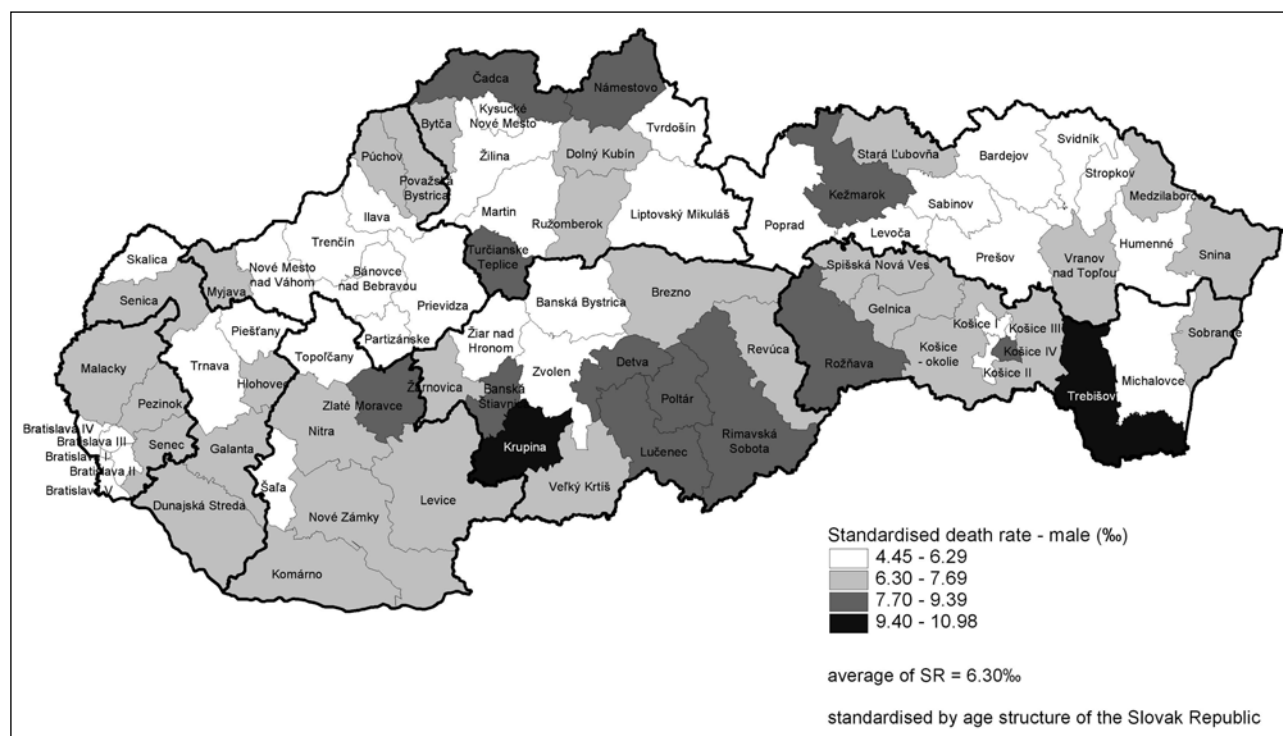 Čadca
Námestovo
Bytča
Kysucké
Nové Mesto
Tvrdošín
Púchov
Žilina
Dolný Kubín
Považská
Bystrica
Ilava
Martin
Ružomberok
Liptovský Mikuláš
Poprad
Stará Ľubovňa
Kežmarok
Bardejov
Svidník
Stropkov
Medzilaborce
Sabinov
Levoča
Prešov
Humenné
Snina
Vranov
nad Topľou
Skalica
Senica
Myjava
Nové Mesto
nad Váhom
Trenčín
Bánovce
nad Bebravou
Prievidza
Partizánske
Turčianske
Teplice
Banská Bystrica
Brezno
Spišská Nová Ves
Gelnica
Košice I
Košice III
Košice IV
Košice II
Košice
- okolie
Sobrance
Michalovce
Trebišov
Rožňava
Revúca
Malacky
Pezinok
Senec
Trnava
Piešťany
Hlohovec
Topoľčany
Zlaté Moravce
Nitra
Žarnovica
Žiar nad
Hronom
Banská
Štiavnica
Zvolen
Detva
Poltár
Krupina
Lučenec
Rimavská
Sobota
Veľký Krtíš
Levice
Bratislava IV
Bratislava III
Bratislava I
Bratislava II
Bratislava V
Galanta
Šaľa
Dunajská Streda
Nové Zámky
Komárno
Standardised death rate - male (‰)
4.45 - 6.29
6.30 - 7.69
7.70 - 9.39
9.40 - 10.98
average of SR = 6.30‰
standardised by age structure of the Slovak Republic